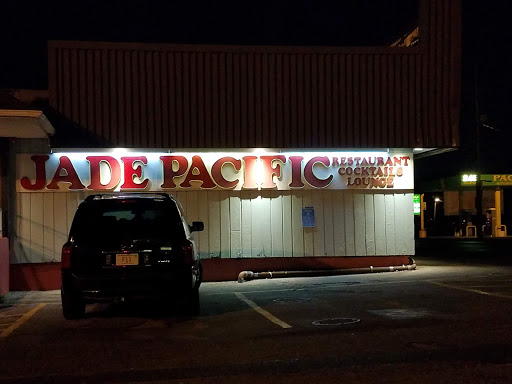 JADE PACIFIC
RESTAURANT
COCKTAILS
LOUNGE